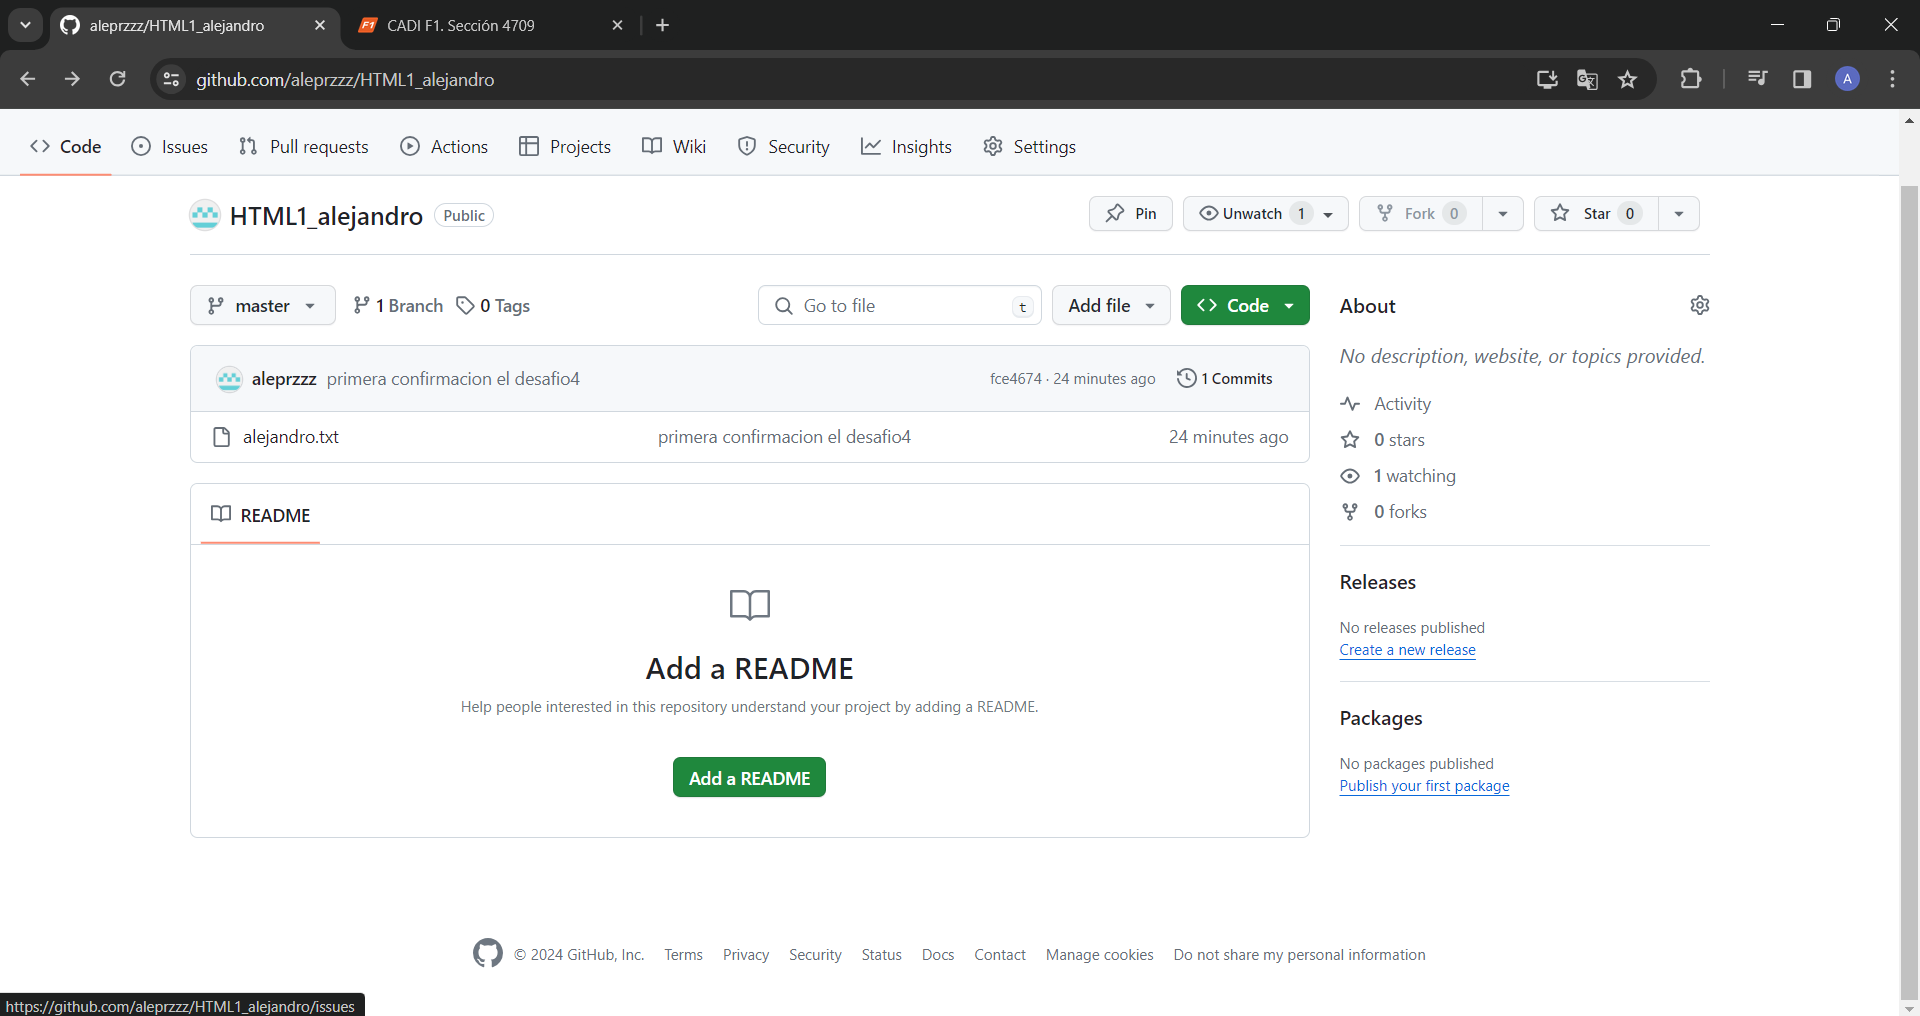 aleprzzz/HTML1_alejandro
CADI F1. Sección 4709
github.com/aleprzzz/HTML1_alejandro
A
Code Issues Pull requests Actions Projects Wiki Security Insights Settings
HTML1_alejandro Public
Pin Unwatch 1 Fork 0 Star 0
master 1 Branch 0 Tags Go to file t Add file Code
aleprzzz primera confirmacion el desafio4 fce4674 · 24 minutes ago 1 Commits
alejandro.txt primera confirmacion el desafio4 24 minutes ago
README
Add a README
Help people interested in this repository understand your project by adding a README.
Add a README
About
No description, website, or topics provided.
Activity
0 stars
1 watching
0 forks
Releases
No releases published
Create a new release
Packages
No packages published
Publish your first package
© 2024 GitHub, Inc. Terms Privacy Security Status Docs Contact Manage cookies Do not share my personal information
https://github.com/aleprzzz/HTML1_alejandro/issues